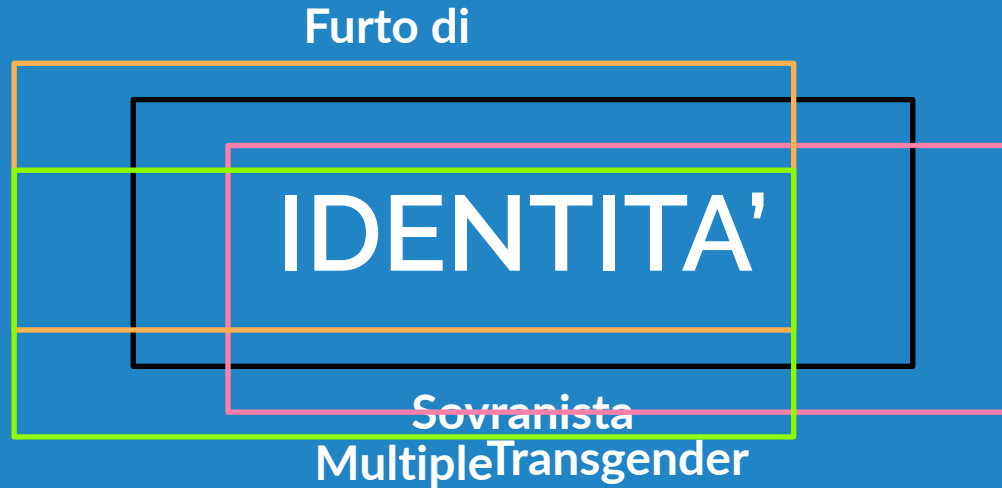 Furto di
IDENTITA’
Sovranista
Multiple
Transgender